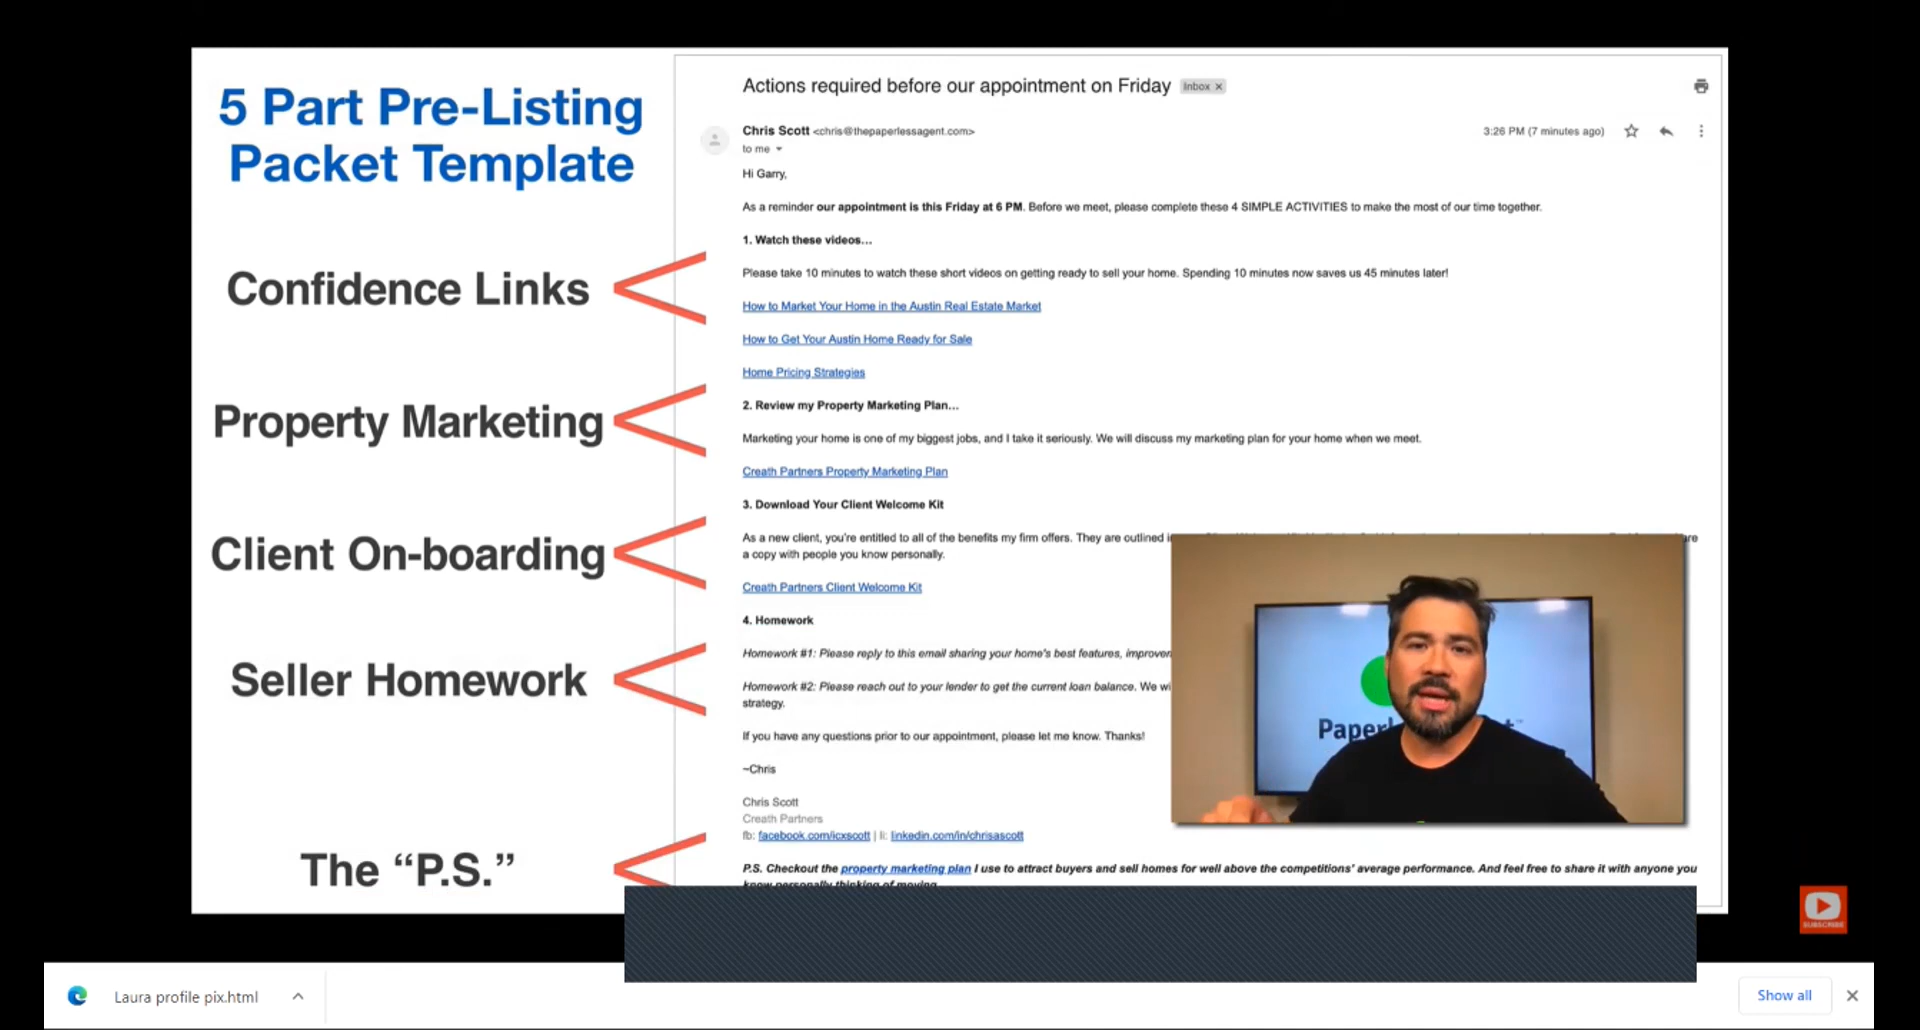 5 Part Pre-Listing
Packet Template
Confidence Links
Property Marketing
Client On-boarding
Seller Homework
The “P.S.”
Actions required before our appointment on Friday
Inbox x
Chris Scott <chris@thepaperlessagent.com>
3:26 PM (7 minutes ago)
to me
Hi Garry,
As a reminder our appointment is this Friday at 6 PM. Before we meet, please complete these 4 SIMPLE ACTIVITIES to make the most of our time together.
1. Watch these videos...
Please take 10 minutes to watch these short videos on getting ready to sell your home. Spending 10 minutes now saves us 45 minutes later!
How to Market Your Home in the Austin Real Estate Market
How to Get Your Austin Home Ready for Sale
Home Pricing Strategies
2. Review my Property Marketing Plan...
Marketing your home is one of my biggest jobs, and I take it seriously. We will discuss my marketing plan for your home when we meet.
Creath Partners Property Marketing Plan
3. Download Your Client Welcome Kit
As a new client, you're entitled to all of the benefits my firm offers. They are outlined
a copy with people you know personally.
Creath Partners Client Welcome Kit
4. Homework
Homework #1: Please reply to this email sharing your home's best features,
Homework #2: Please reach out to your lender to get the current loan balance. We
strategy.
If you have any questions prior to our appointment, please let me know. Thanks!
~Chris
Chris Scott
Creath Partners
fb: facebook.com/icxscott | li: linkedin.com/in/chrisascott
P.S. Checkout the property marketing plan I use to attract buyers and sell homes for well above the competitions' average performance. And feel free to share it with anyone you
know personally thinking of moving
SUBSCRIBE
Laura profile pix.html
Show all